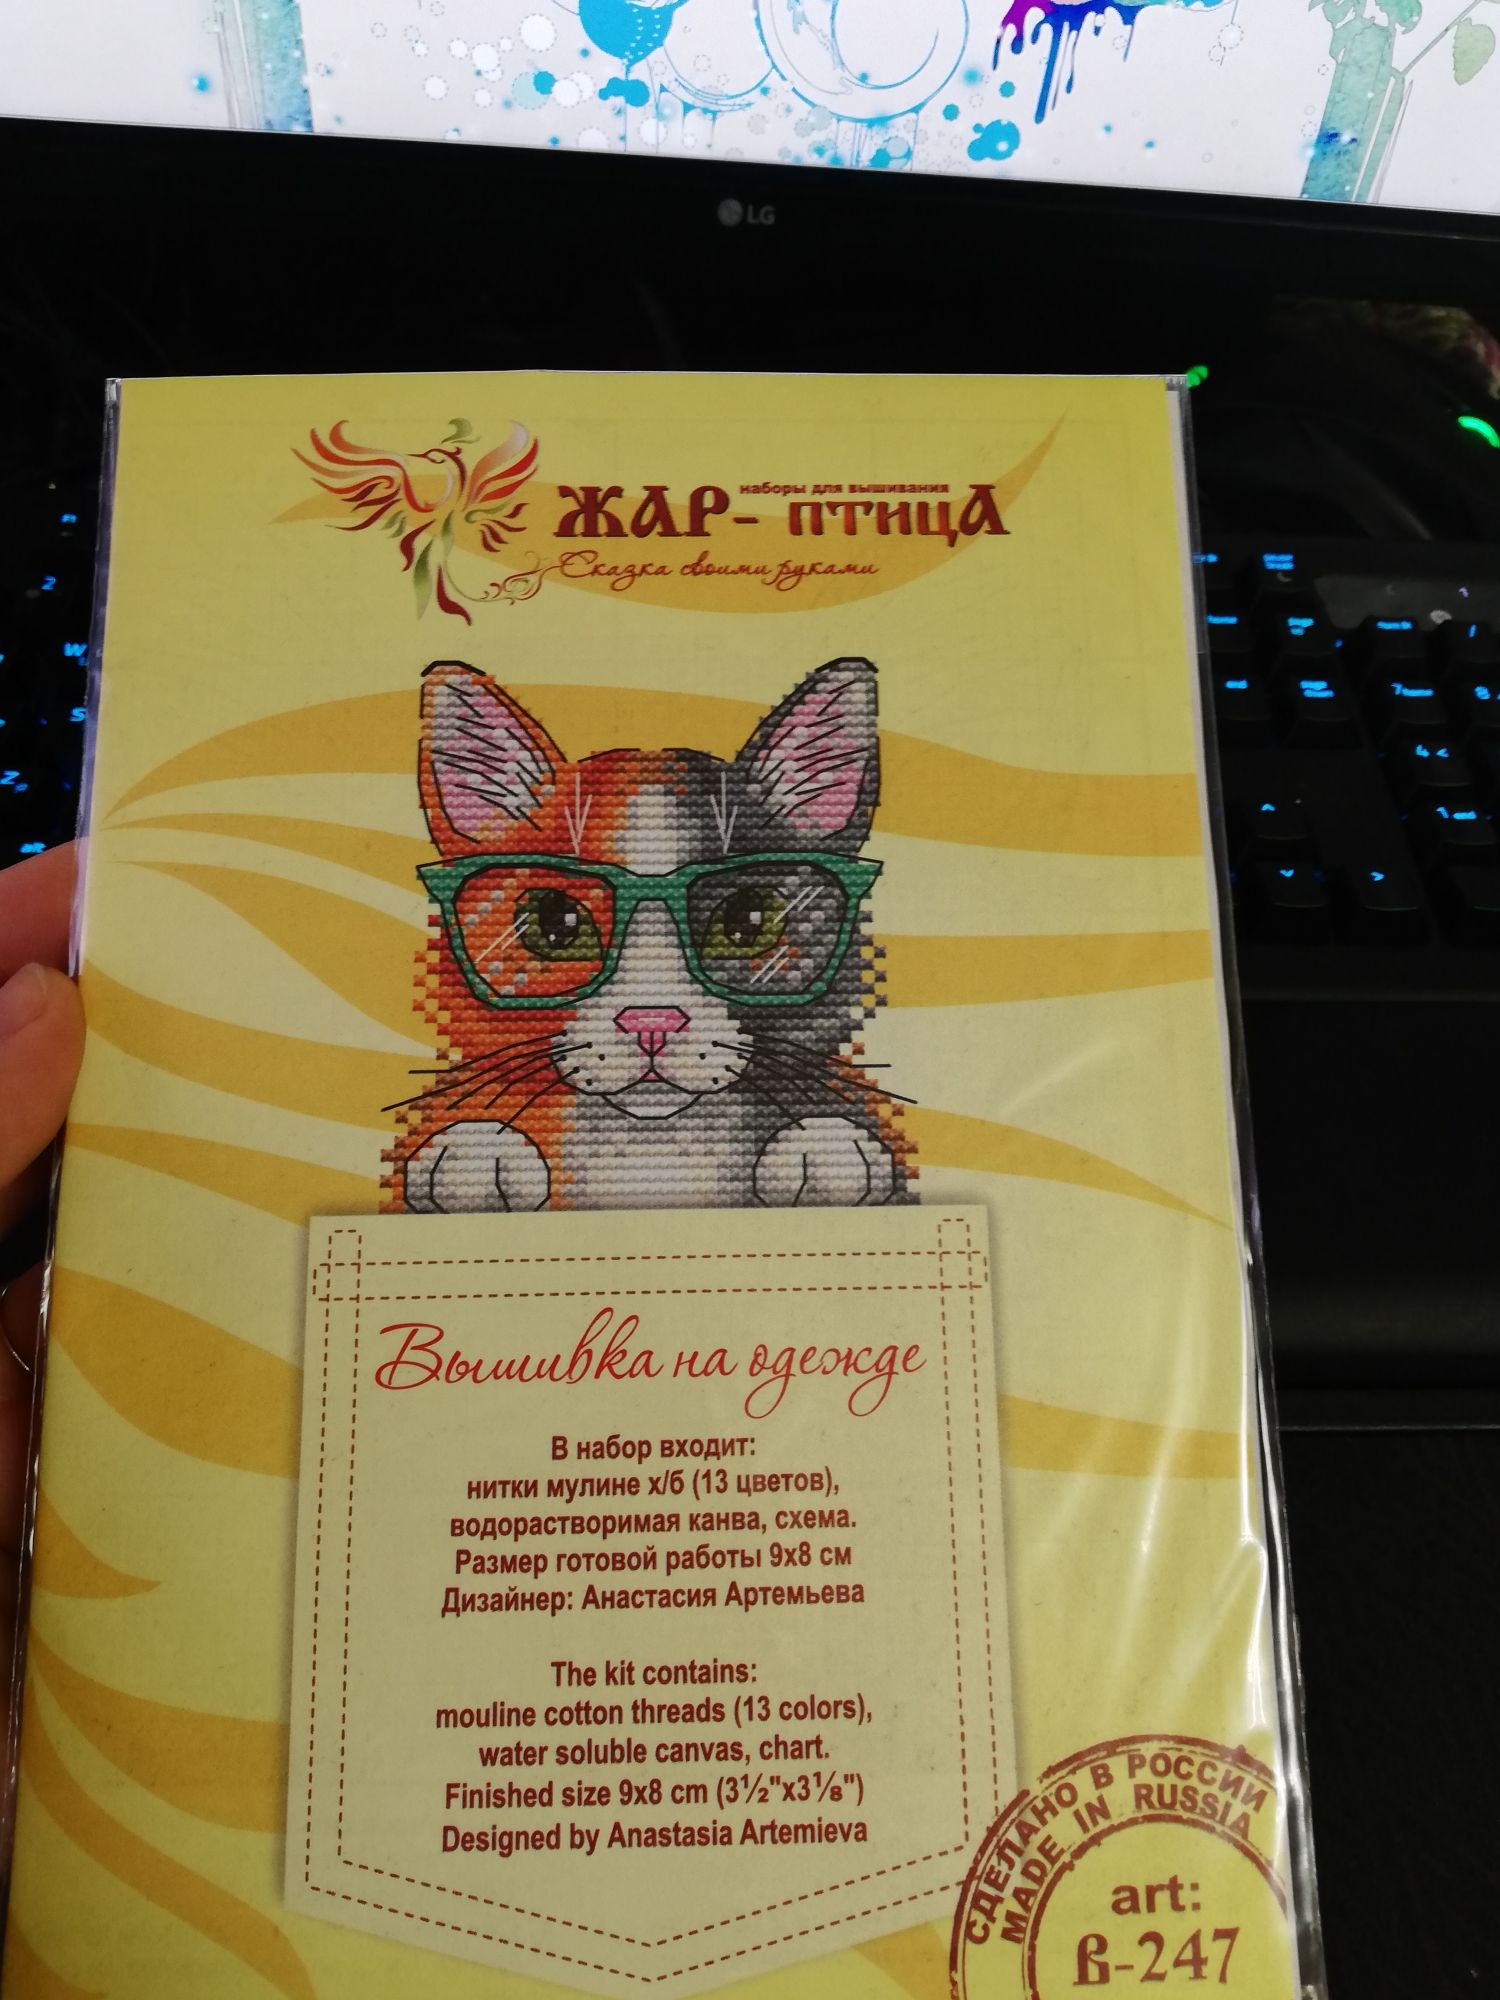 LG
наборы для вышивания
ЖАР-ПТИЦА
Сказка своими руками
Вышивка на одежде
В набор входит:
нитки мулине х/б (13 цветов),
водорастворимая канва, схема.
Размер готовой работы 9х8 см
Дизайнер: Анастасия Артемьева
The kit contains:
mouline cotton threads (13 colors),
water soluble canvas, chart.
Finished size 9x8 cm (3½"x3⅛")
Designed by Anastasia Artemieva
СДЕЛАНО В РОССИИ
MADE IN RUSSIA
art:
В-247